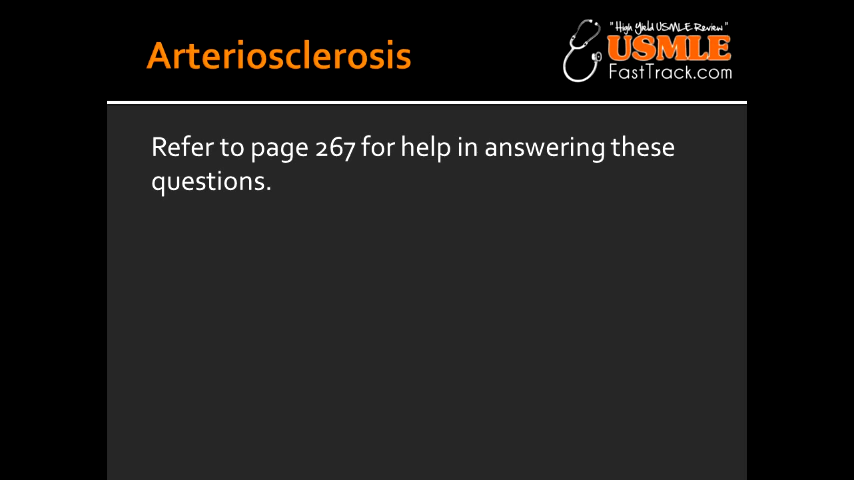 Arteriosclerosis
"High Yield USMLE Review"
USMLE
FastTrack.com
Refer to page 267 for help in answering these
questions.